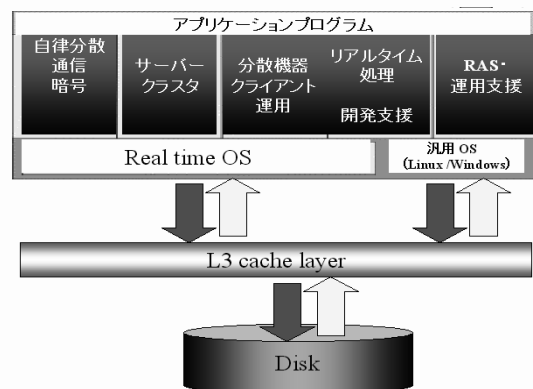 アプリケーションプログラム
自律分散
通信
暗号
サーバー
クラスタ
分散機器
クライアント
運用
リアルタイム
処理
開発支援
RAS・
運用支援
Real time OS
汎用 OS
(Linux /Windows)
L3 cache layer
Disk